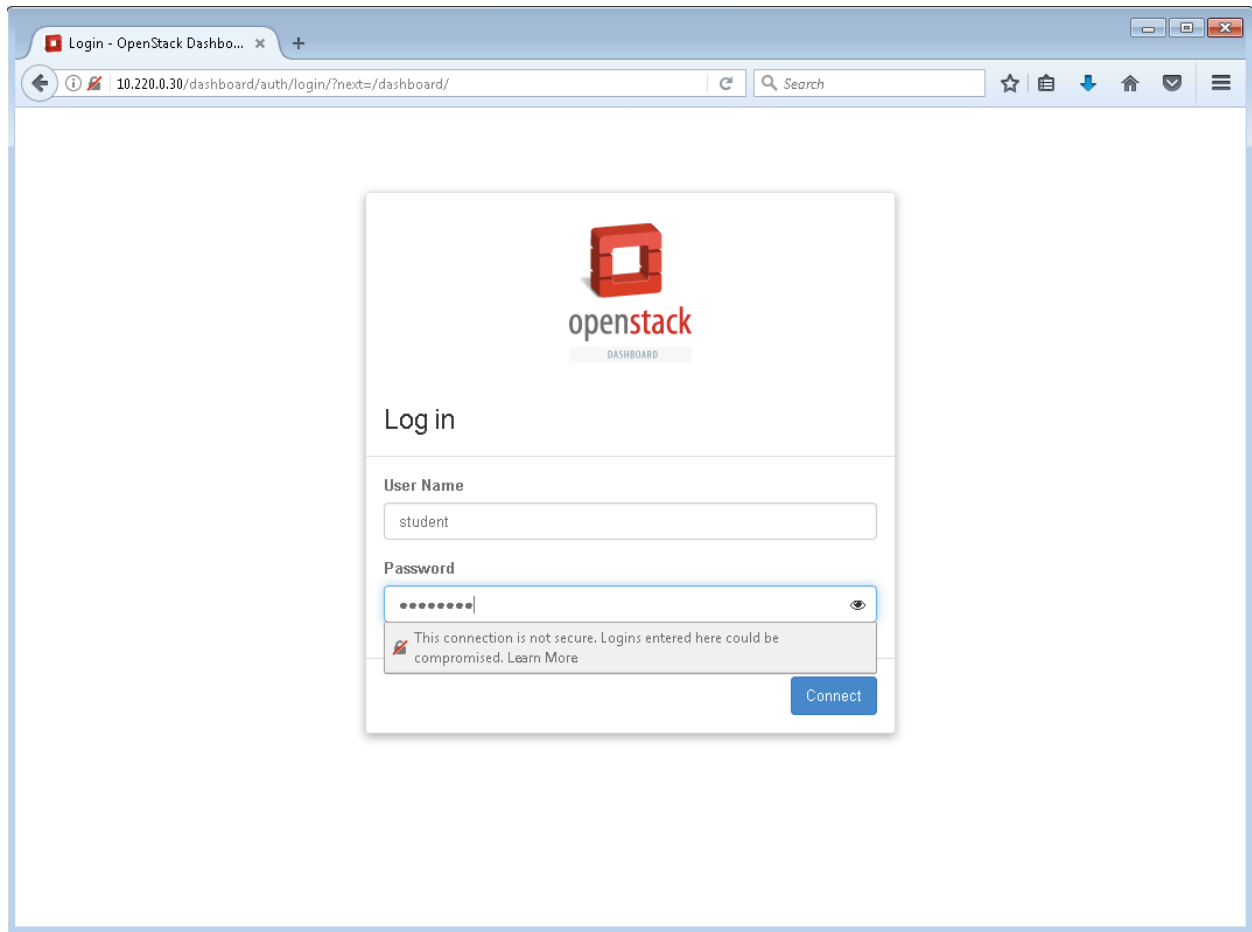 Login - OpenStack Dashbo...
10.220.0.30/dashboard/auth/login/?next=/dashboard/
Search
openstack
DASHBOARD
Log in
User Name
student
Password
This connection is not secure. Logins entered here could be
compromised. Learn More
Connect